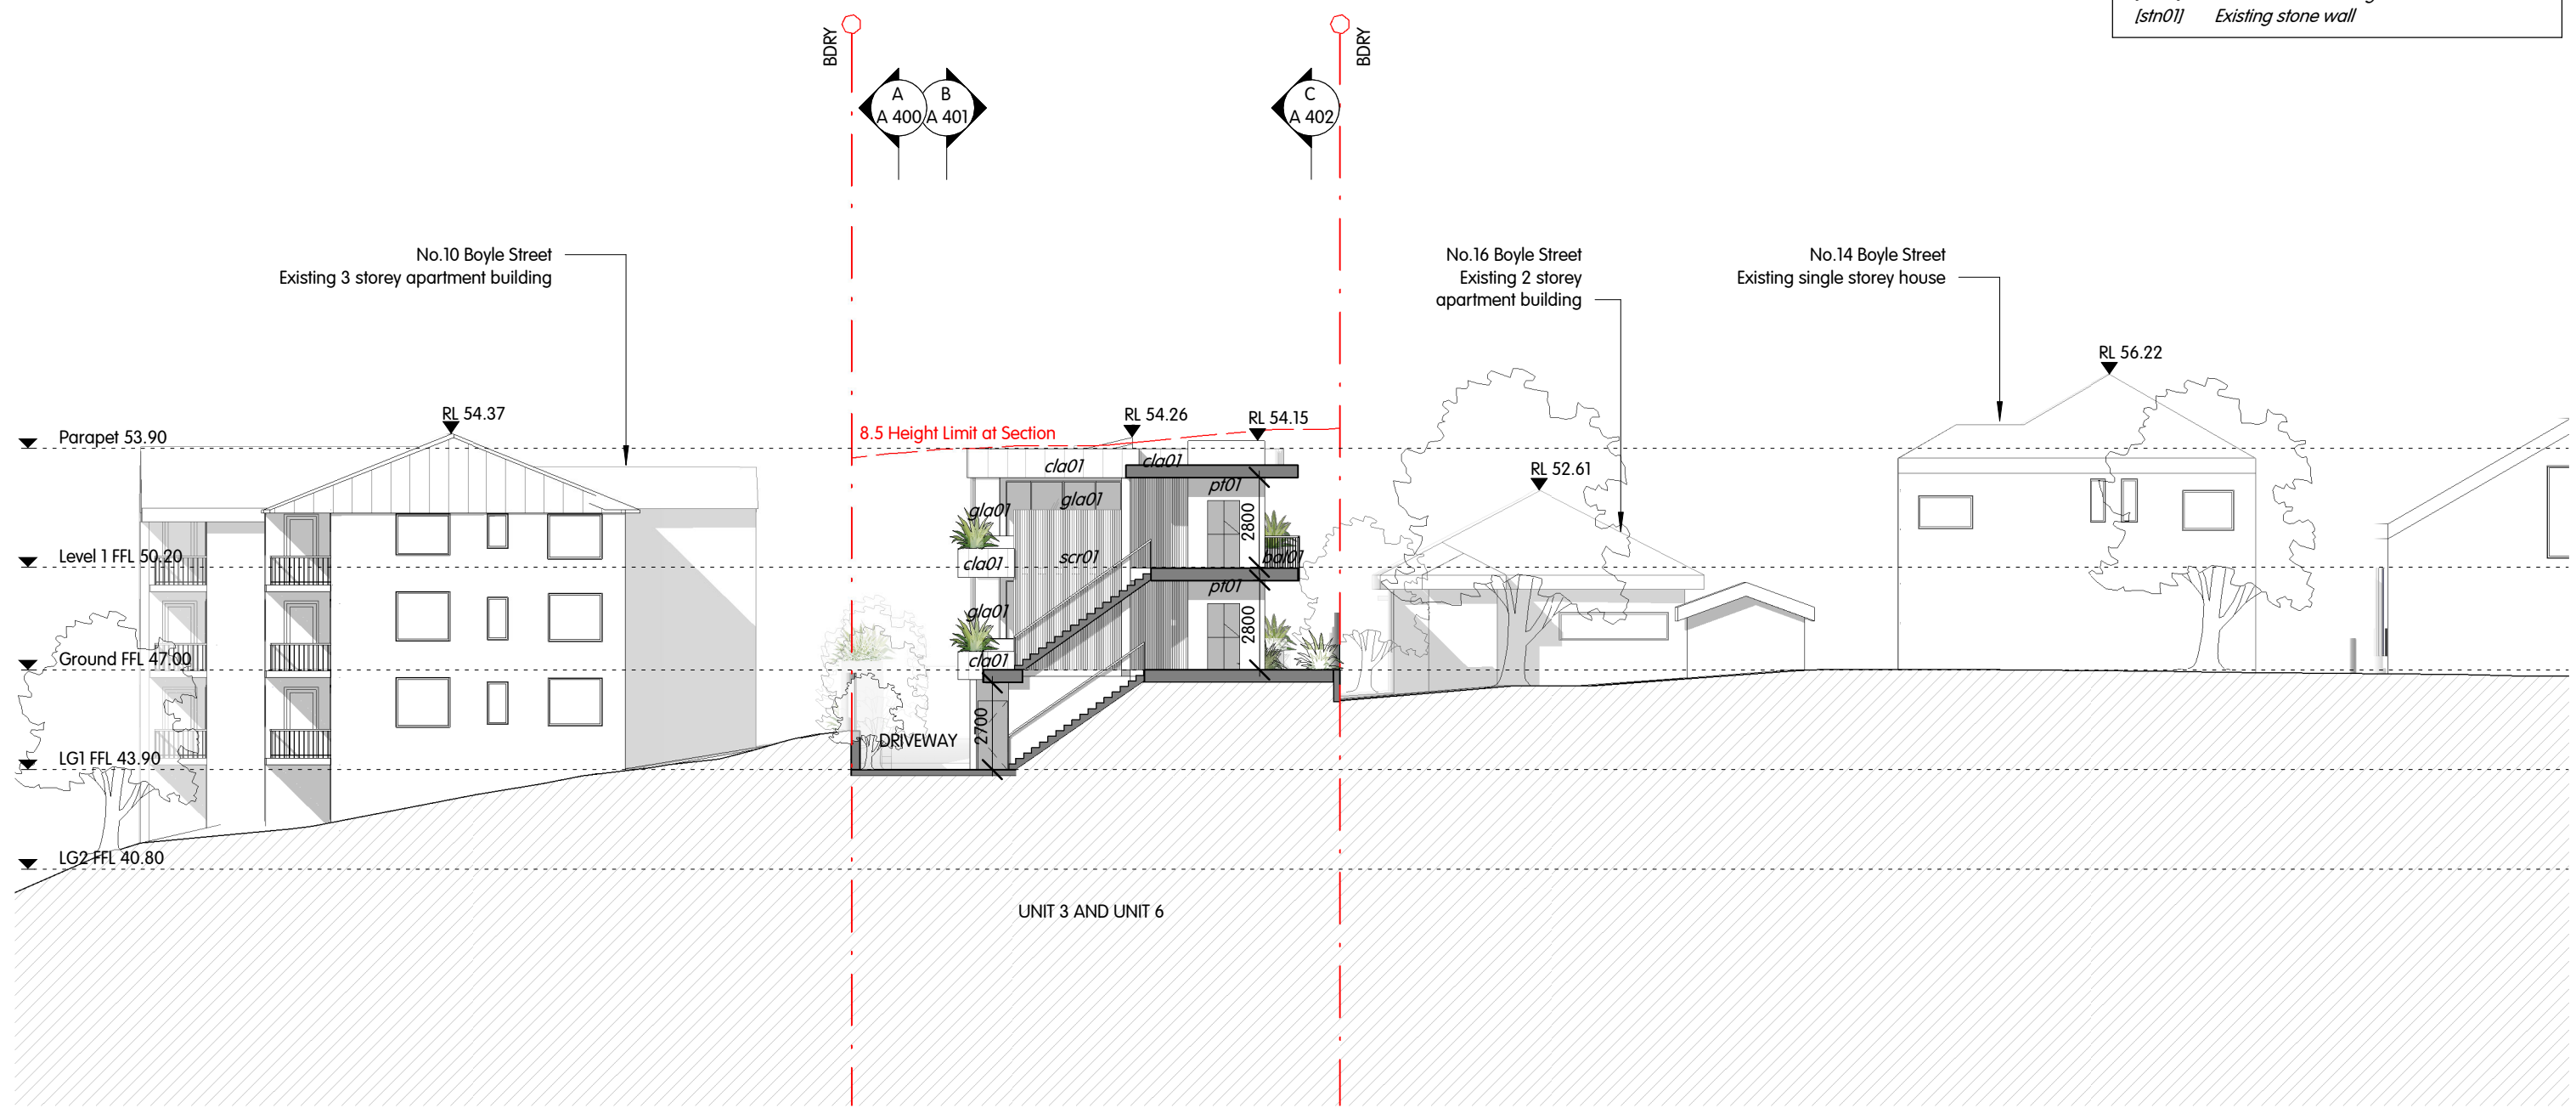 [stn01] Existing stone wall
BDRY
BDRY
A
A 400
B
A 401
C
A 402
No.10 Boyle Street
Existing 3 storey apartment building
No.16 Boyle Street
Existing 2 storey
apartment building
No.14 Boyle Street
Existing single storey house
RL 56.22
RL 54.37
RL 54.26
RL 54.15
8.5 Height Limit at Section
Parapet 53.90
cla01
cla01
RL 52.61
pt01
gla01
gla01
2800
Level 1 FFL 50.20
cla01
scr01
bal01
pt01
gla01
2800
Ground FFL 47.00
cla01
2700
DRIVEWAY
LG1 FFL 43.90
LG2 FFL 40.80
UNIT 3 AND UNIT 6